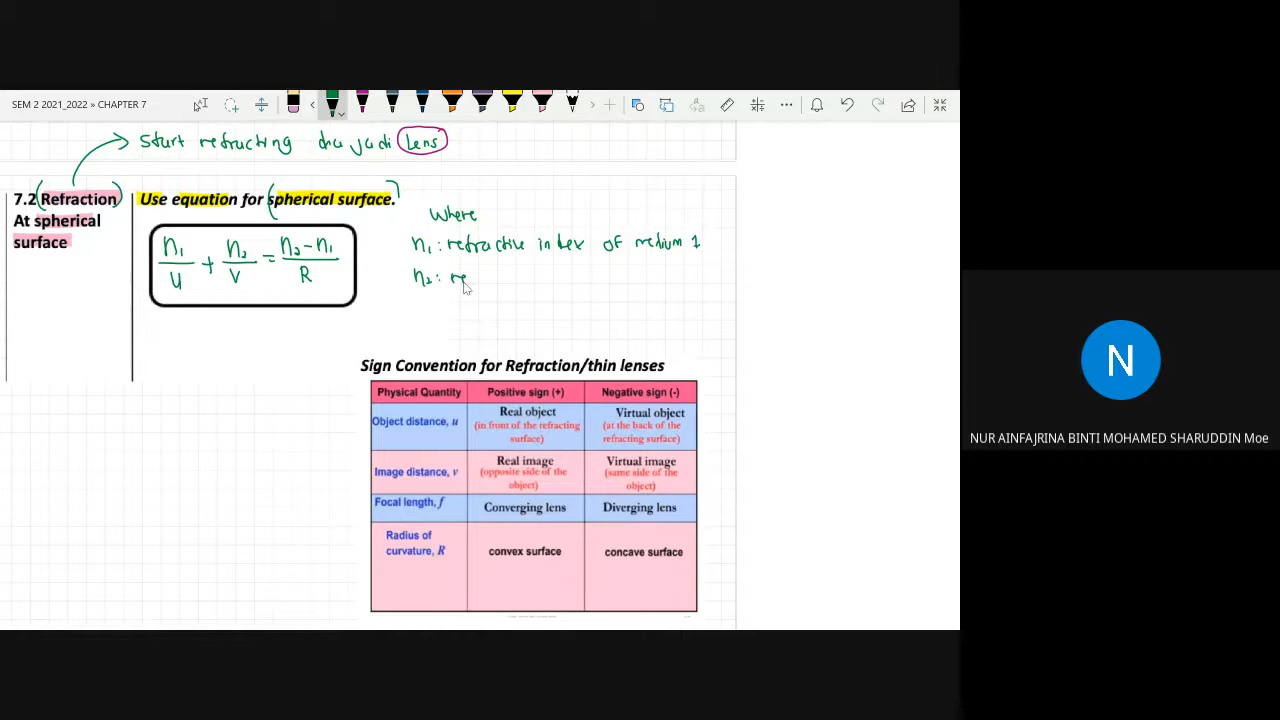 SEM 2 2021_2022 » CHAPTER 7
Start refracting dia jadi lens
7.2 Refraction
At spherical
surface
Use equation for spherical surface.
n₁/u + n₂/v = n₂-n₁/R
where
n₁: refractive index of medium 1
n₂: re
Sign Convention for Refraction/thin lenses
Physical Quantity Positive sign (+) Negative sign (-)
Object distance, u
Real object
(in front of the refracting
surface)
Virtual object
(at the back of the
refracting surface)
Image distance, v
Real image
(opposite side of the
object)
Virtual image
(same side of the
object)
Focal length, f Converging lens Diverging lens
Radius of
curvature, R
convex surface concave surface
N
NUR AINFAJRINA BINTI MOHAMED SHARUDDIN Moe